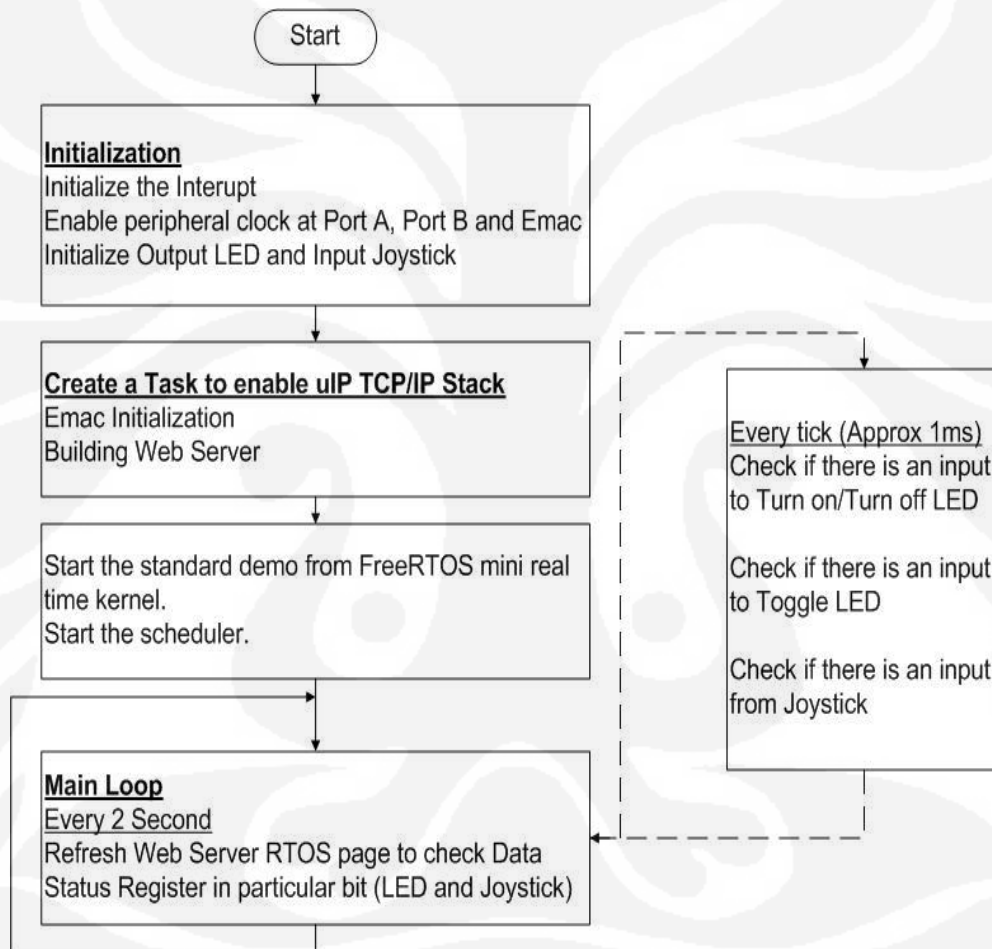 Start
Initialization
Initialize the Interupt
Enable peripheral clock at Port A, Port B and Emac
Initialize Output LED and Input Joystick
Create a Task to enable uIP TCP/IP Stack
Emac Initialization
Building Web Server
Start the standard demo from FreeRTOS mini real
time kernel.
Start the scheduler.
Main Loop
Every 2 Second
Refresh Web Server RTOS page to check Data
Status Register in particular bit (LED and Joystick)
Every tick (Approx 1ms)
Check if there is an input
to Turn on/Turn off LED
Check if there is an input
to Toggle LED
Check if there is an input
from Joystick